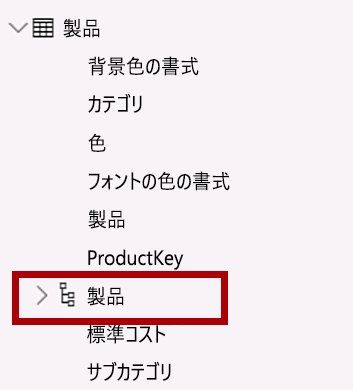 製品
背景色の書式
カテゴリ
色
フォントの色の書式
製品
ProductKey
製品
標準コスト
サブカテゴリ